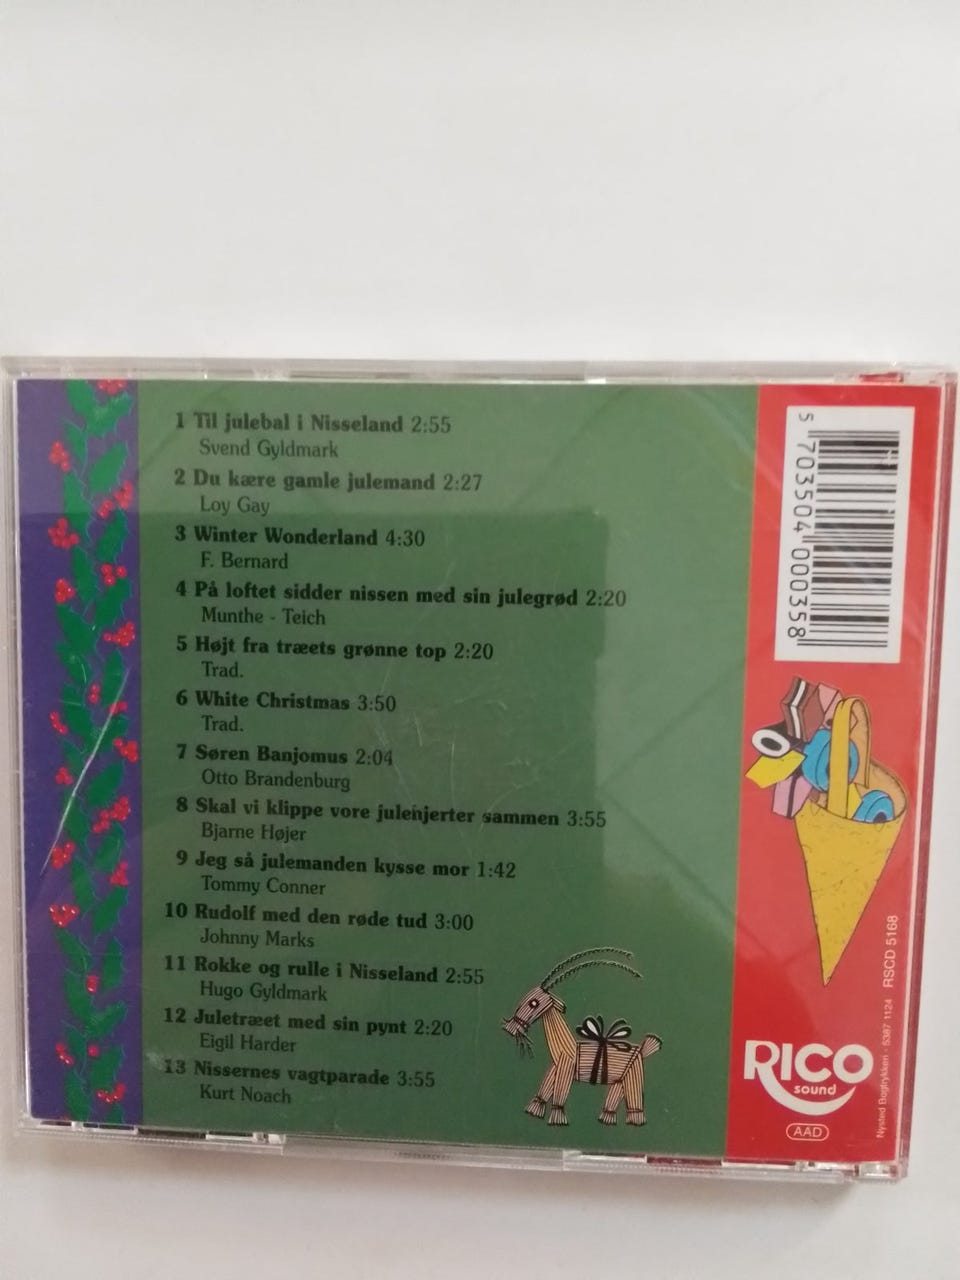 1 Til julebal i Nisseland 2:55
Svend Gyldmark
2 Du kære gamle julemand 2:27
Loy Gay
3 Winter Wonderland 4:30
F. Bernard
4 På loftet sidder nissen med sin julegrød 2:20
Munthe - Teich
5 Højt fra træets grønne top 2:20
Trad.
6 White Christmas 3:50
Trad.
7 Søren Banjomus 2:04
Otto Brandenburg
8 Skal vi klippe vore julehjerter sammen 3:55
Bjarne Højer
9 Jeg så julemanden kysse mor 1:42
Tommy Conner
10 Rudolf med den røde tud 3:00
Johnny Marks
11 Rokke og rulle i Nisseland 2:55
Hugo Gyldmark
12 Juletræet med sin pynt 2:20
Eigil Harder
13 Nissernes vagtparade 3:55
Kurt Noach
5 703504 000358
Nysted Bogtrykkeri - 5387 1124 RSCD 5168
RICO
sound
AAD